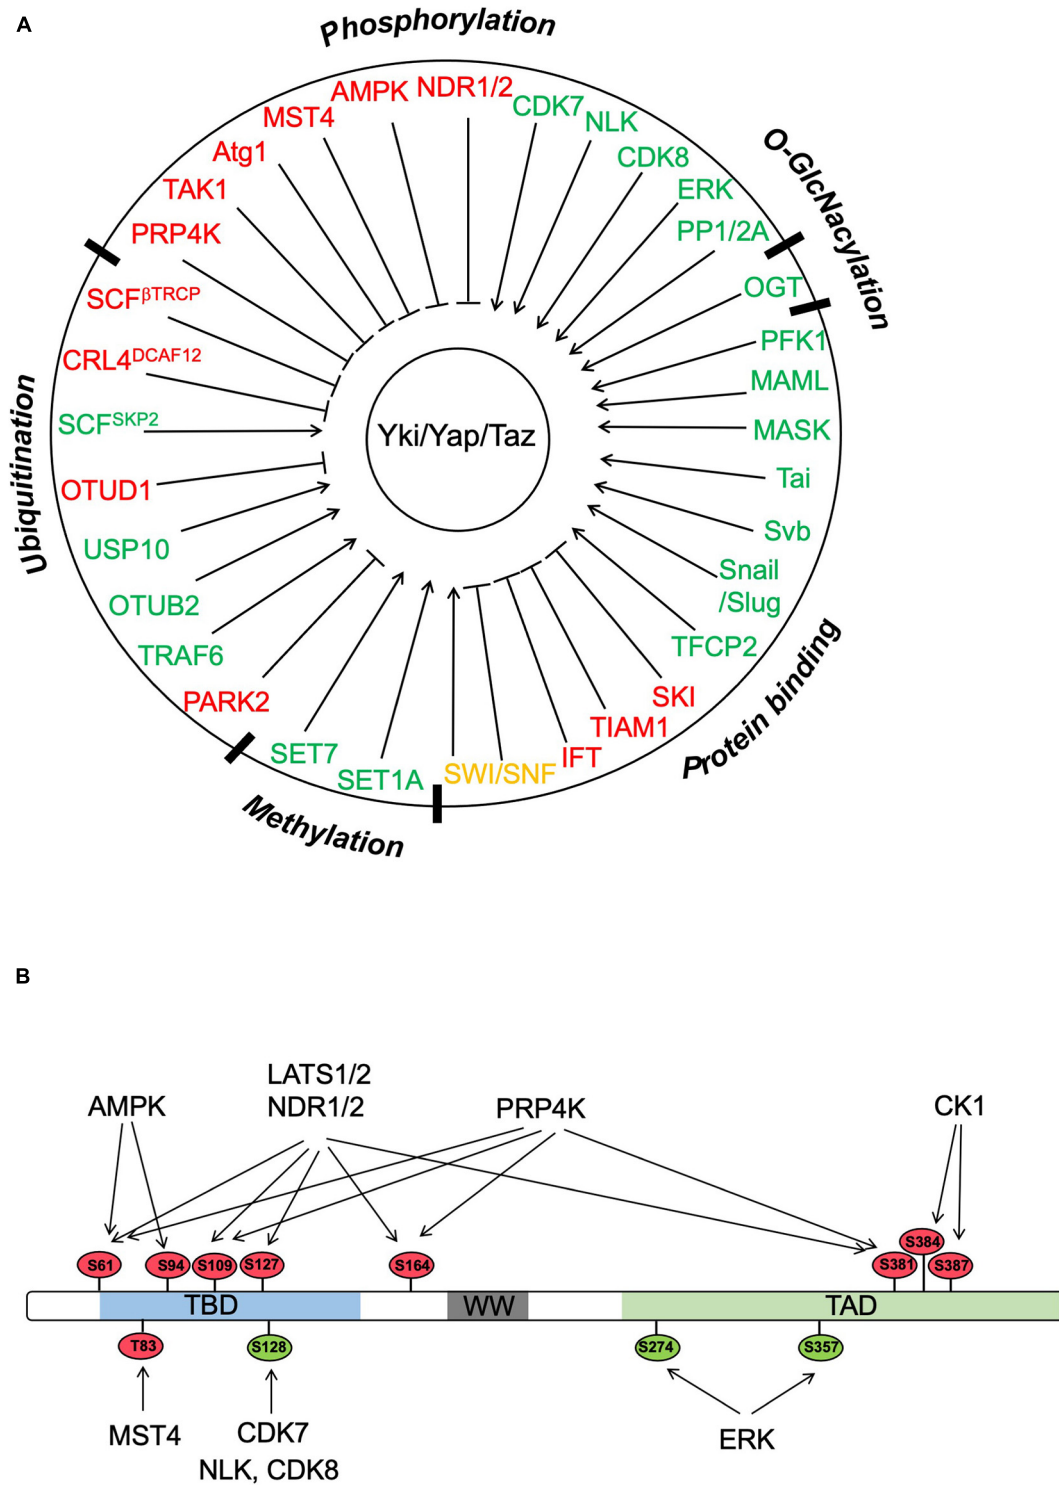 A
Phosphorylation
AMPK
NDR1/2
MST4
CDK7
NLK
Atg1
CDK8
TAK1
ERK
PRP4K
PP1/2A
O-GlcNacylation
SCFβTRCP
OGT
CRL4DCAF12
PFK1
MAML
SCFSKP2
Yki/Yap/Taz
MASK
Ubiquitination
OTUD1
Tai
USP10
Svb
OTUB2
Snail
/Slug
TRAF6
TFCP2
PARK2
SKI
TIAM1
Protein binding
SET7
IFT
SET1A
SWI/SNF
Methylation
B
LATS1/2
AMPK
NDR1/2
PRP4K
CK1
S384
S61
S94
S109
S127
S164
S381
S387
TBD
WW
TAD
T83
S128
S274
S357
MST4
CDK7
ERK
NLK, CDK8